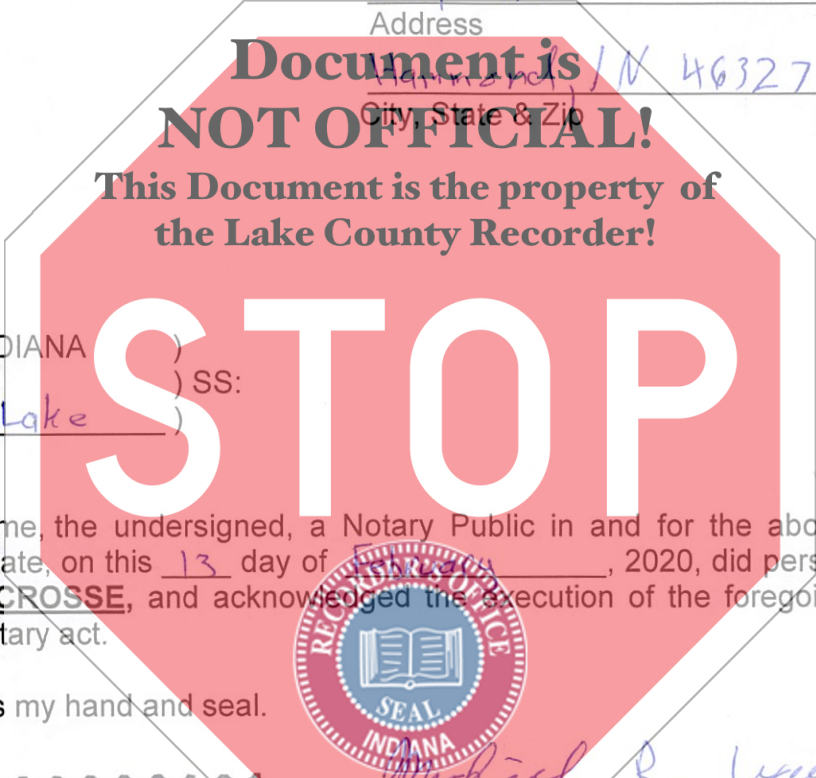 Address
Document is
Hammond, IN 46327
NOT OFFICIAL!
City, State & Zip
This Document is the property of
the Lake County Recorder!
DIANA )
) SS:
Lake )
STOP
me, the undersigned, a Notary Public in and for the abo
ate, on this 13 day of February, 2020, did pers
CROSSE, and acknowledged the execution of the foregoi
tary act.
RECORDER'S OFFICE
SEAL
INDIANA
s my hand and seal.